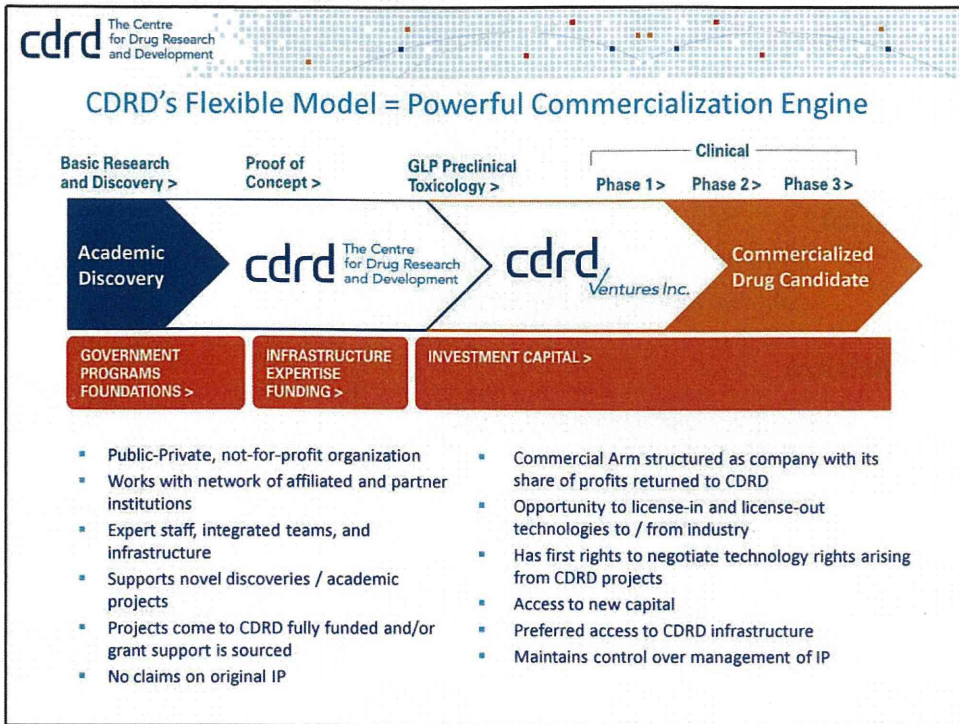 cdrd The Centre
for Drug Research
and Development
CDRD's Flexible Model = Powerful Commercialization Engine
Basic Research
and Discovery >
Proof of
Concept >
GLP Preclinical
Toxicology >
Clinical
Phase 1 >
Phase 2 >
Phase 3 >
Academic
Discovery
cdrd The Centre
for Drug Research
and Development
cdrd
Ventures Inc.
Commercialized
Drug Candidate
GOVERNMENT
PROGRAMS
FOUNDATIONS >
INFRASTRUCTURE
EXPERTISE
FUNDING >
INVESTMENT CAPITAL >
▪ Public-Private, not-for-profit organization
▪ Works with network of affiliated and partner
institutions
▪ Expert staff, integrated teams, and
infrastructure
▪ Supports novel discoveries / academic
projects
▪ Projects come to CDRD fully funded and/or
grant support is sourced
▪ No claims on original IP
▪ Commercial Arm structured as company with its
share of profits returned to CDRD
▪ Opportunity to license-in and license-out
technologies to / from industry
▪ Has first rights to negotiate technology rights arising
from CDRD projects
▪ Access to new capital
▪ Preferred access to CDRD infrastructure
▪ Maintains control over management of IP